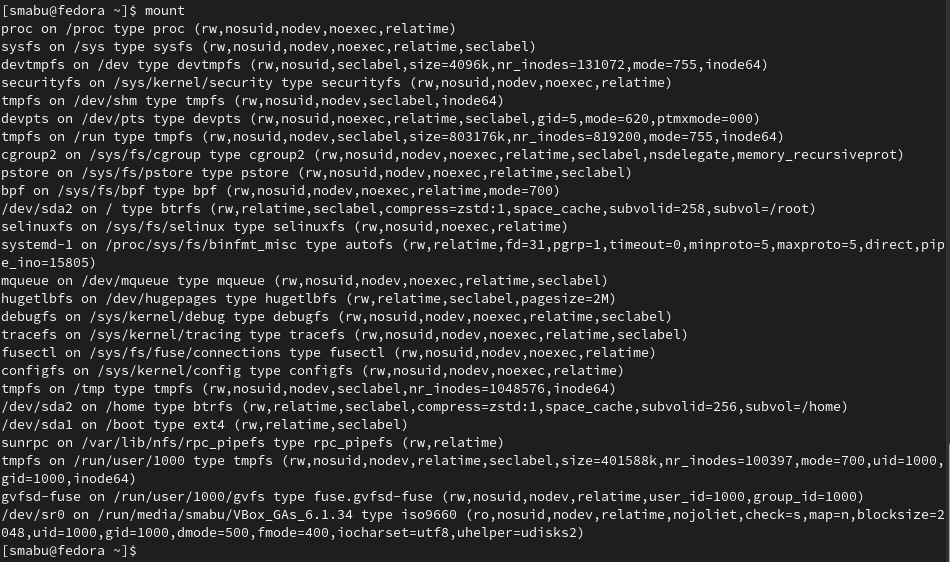 [smabu@fedora ~]$ mount
proc on /proc type proc (rw,nosuid,nodev,noexec,relatime)
sysfs on /sys type sysfs (rw,nosuid,nodev,noexec,relatime,seclabel)
devtmpfs on /dev type devtmpfs (rw,nosuid,seclabel,size=4096k,nr_inodes=131072,mode=755,inode64)
securityfs on /sys/kernel/security type securityfs (rw,nosuid,nodev,noexec,relatime)
tmpfs on /dev/shm type tmpfs (rw,nosuid,nodev,seclabel,inode64)
devpts on /dev/pts type devpts (rw,nosuid,noexec,relatime,seclabel,gid=5,mode=620,ptmxmode=000)
tmpfs on /run type tmpfs (rw,nosuid,nodev,seclabel,size=803176k,nr_inodes=819200,mode=755,inode64)
cgroup2 on /sys/fs/cgroup type cgroup2 (rw,nosuid,nodev,noexec,relatime,seclabel,nsdelegate,memory_recursiveprot)
pstore on /sys/fs/pstore type pstore (rw,nosuid,nodev,noexec,relatime,seclabel)
bpf on /sys/fs/bpf type bpf (rw,nosuid,nodev,noexec,relatime,mode=700)
/dev/sda2 on / type btrfs (rw,relatime,seclabel,compress=zstd:1,space_cache,subvolid=258,subvol=/root)
selinuxfs on /sys/fs/selinux type selinuxfs (rw,nosuid,noexec,relatime)
systemd-1 on /proc/sys/fs/binfmt_misc type autofs (rw,relatime,fd=31,pgrp=1,timeout=0,minproto=5,maxproto=5,direct,pip
e_ino=15805)
mqueue on /dev/mqueue type mqueue (rw,nosuid,nodev,noexec,relatime,seclabel)
hugetlbfs on /dev/hugepages type hugetlbfs (rw,relatime,seclabel,pagesize=2M)
debugfs on /sys/kernel/debug type debugfs (rw,nosuid,nodev,noexec,relatime,seclabel)
tracefs on /sys/kernel/tracing type tracefs (rw,nosuid,nodev,noexec,relatime,seclabel)
fusectl on /sys/fs/fuse/connections type fusectl (rw,nosuid,nodev,noexec,relatime)
configfs on /sys/kernel/config type configfs (rw,nosuid,nodev,noexec,relatime)
tmpfs on /tmp type tmpfs (rw,nosuid,nodev,seclabel,nr_inodes=1048576,inode64)
/dev/sda2 on /home type btrfs (rw,relatime,seclabel,compress=zstd:1,space_cache,subvolid=256,subvol=/home)
/dev/sda1 on /boot type ext4 (rw,relatime,seclabel)
sunrpc on /var/lib/nfs/rpc_pipefs type rpc_pipefs (rw,relatime)
tmpfs on /run/user/1000 type tmpfs (rw,nosuid,nodev,relatime,seclabel,size=401588k,nr_inodes=100397,mode=700,uid=1000,
gid=1000,inode64)
gvfsd-fuse on /run/user/1000/gvfs type fuse.gvfsd-fuse (rw,nosuid,nodev,relatime,user_id=1000,group_id=1000)
/dev/sr0 on /run/media/smabu/VBox_GAs_6.1.34 type iso9660 (ro,nosuid,nodev,relatime,nojoliet,check=s,map=n,blocksize=2
048,uid=1000,gid=1000,dmode=500,fmode=400,iocharset=utf8,uhelper=udisks2)
[smabu@fedora ~]$